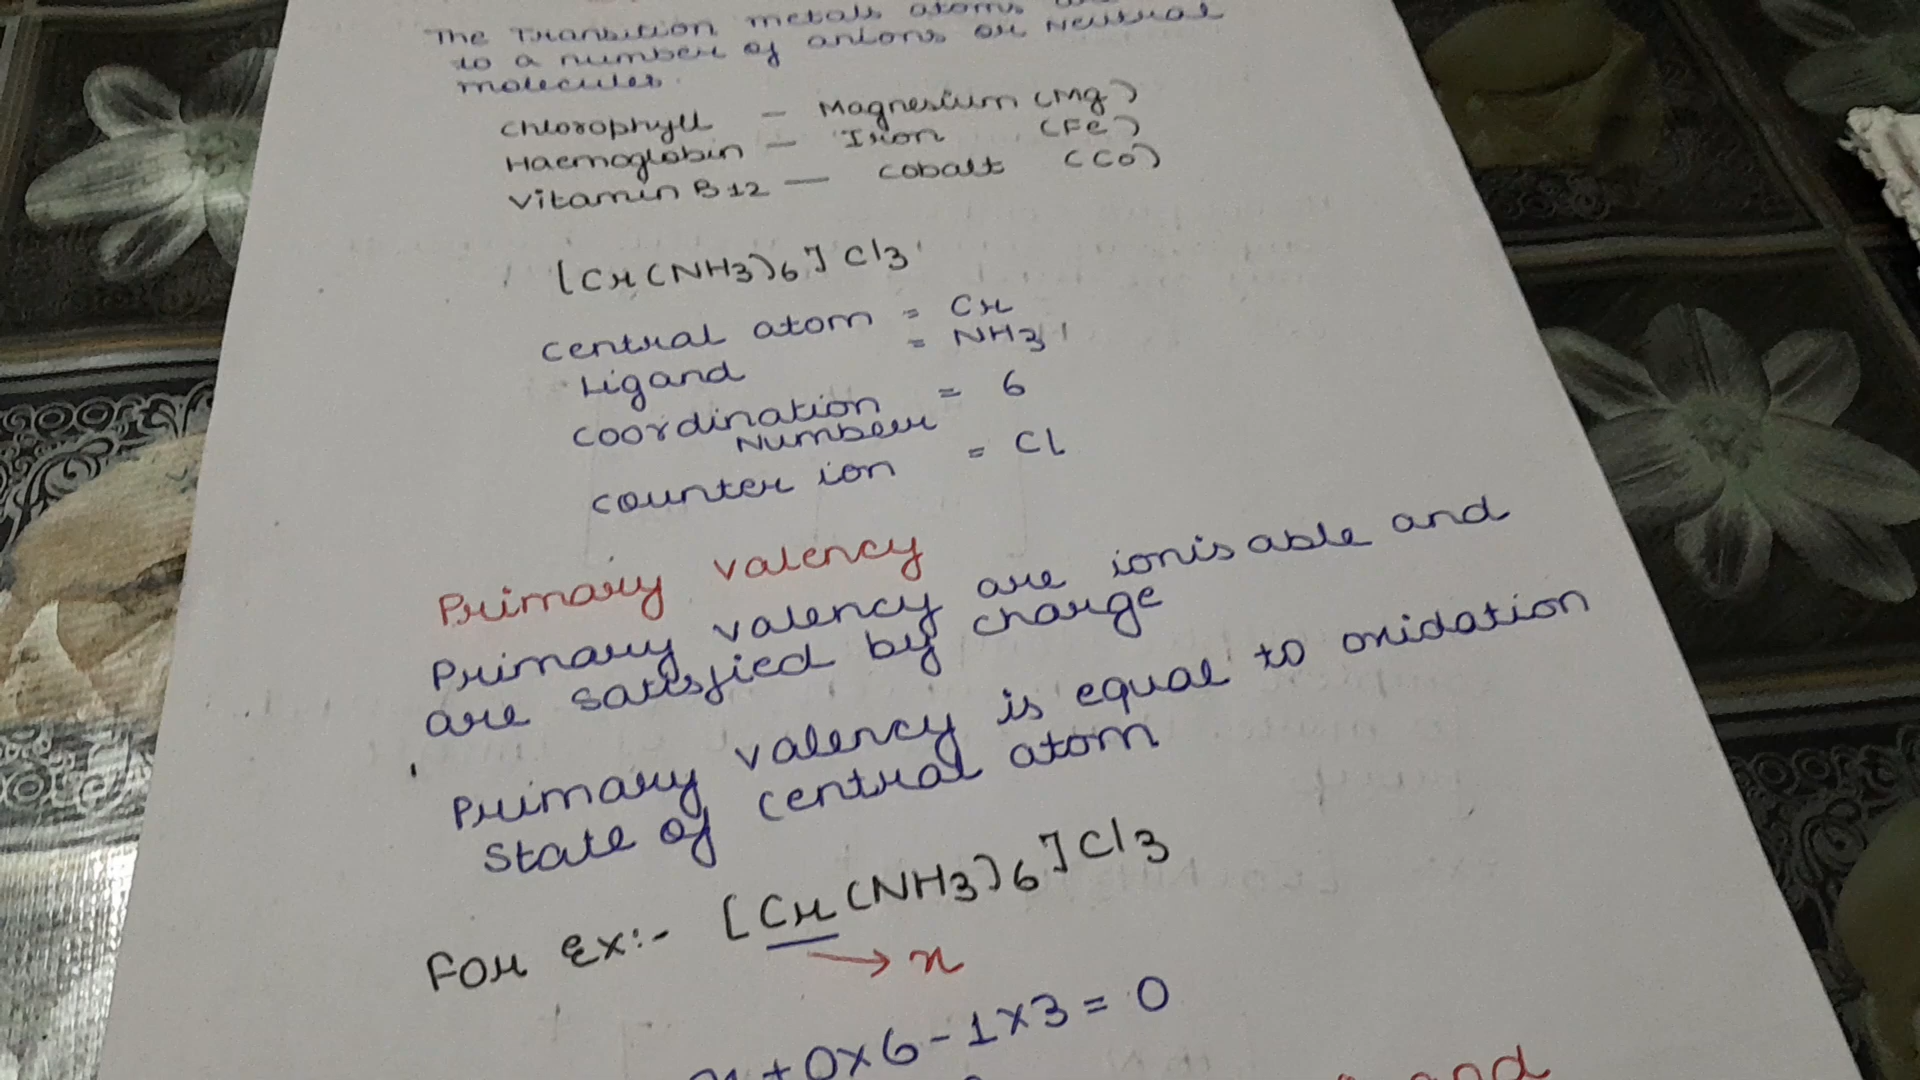 The Transition metals atoms
to a number of anions or Neutral
molecules.
Chlorophyll - Magnesium (Mg)
Haemoglobin - Iron (Fe)
Vitamin B12 - Cobalt (Co)
[Cr(NH3)6]Cl3
Central atom = Cr
Ligand = NH3
Coordination Number = 6
counter ion = Cl
Primary valency
Primary valency are ionisable and
are satisfied by charge
Primary valency is equal to oxidation
state of central atom
For Ex:- [Cr(NH3)6]Cl3
→ x
x + 0x6 - 1x3 = 0
and